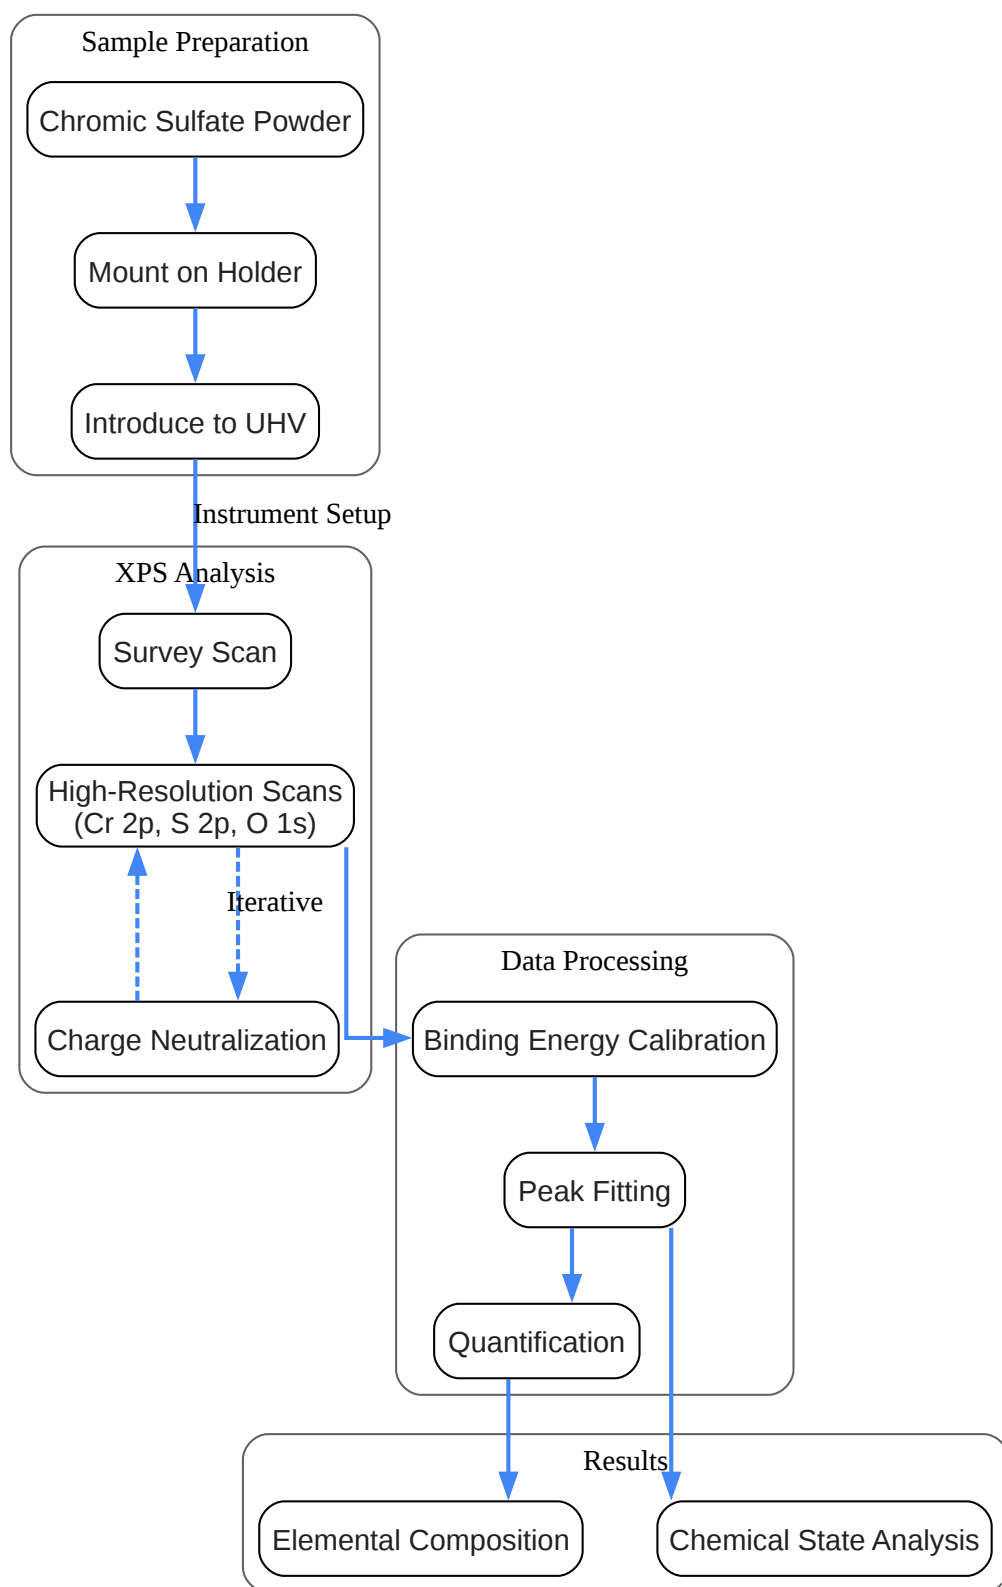 Sample Preparation
Chromic Sulfate Powder
Mount on Holder
Introduce to UHV
Instrument Setup
XPS Analysis
Survey Scan
High-Resolution Scans
(Cr 2p, S 2p, O 1s)
Iterative
Charge Neutralization
Data Processing
Binding Energy Calibration
Peak Fitting
Quantification
Results
Elemental Composition
Chemical State Analysis